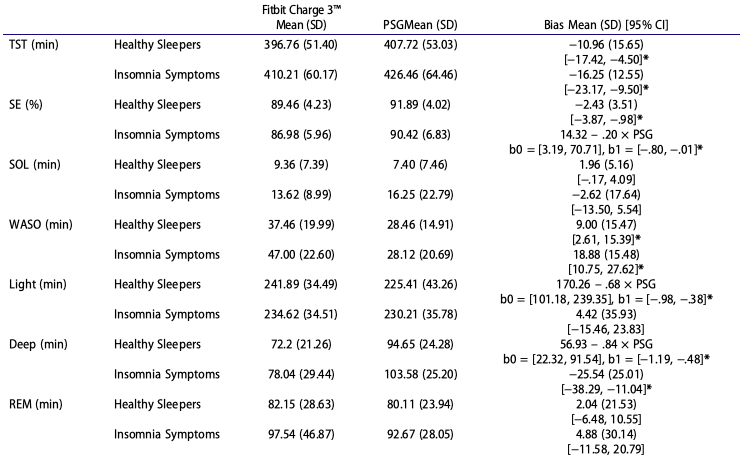 Fitbit Charge 3™
Mean (SD) PSGMean (SD) Bias Mean (SD) [95% CI]
TST (min) Healthy Sleepers 396.76 (51.40) 407.72 (53.03) −10.96 (15.65)
[−17.42, −4.50]*
Insomnia Symptoms 410.21 (60.17) 426.46 (64.46) −16.25 (12.55)
[−23.17, −9.50]*
SE (%) Healthy Sleepers 89.46 (4.23) 91.89 (4.02) −2.43 (3.51)
[−3.87, −.98]*
Insomnia Symptoms 86.98 (5.96) 90.42 (6.83) 14.32 − .20 × PSG
b0 = [3.19, 70.71], b1 = [−.80, −.01]*
SOL (min) Healthy Sleepers 9.36 (7.39) 7.40 (7.46) 1.96 (5.16)
[−.17, 4.09]
Insomnia Symptoms 13.62 (8.99) 16.25 (22.79) −2.62 (17.64)
[−13.50, 5.54]
WASO (min) Healthy Sleepers 37.46 (19.99) 28.46 (14.91) 9.00 (15.47)
[2.61, 15.39]*
Insomnia Symptoms 47.00 (22.60) 28.12 (20.69) 18.88 (15.48)
[10.75, 27.62]*
Light (min) Healthy Sleepers 241.89 (34.49) 225.41 (43.26) 170.26 − .68 × PSG
b0 = [101.18, 239.35], b1 = [−.98, −.38]*
Insomnia Symptoms 234.62 (34.51) 230.21 (35.78) 4.42 (35.93)
[−15.46, 23.83]
Deep (min) Healthy Sleepers 72.2 (21.26) 94.65 (24.28) 56.93 − .84 × PSG
b0 = [22.32, 91.54], b1 = [−1.19, −.48]*
Insomnia Symptoms 78.04 (29.44) 103.58 (25.20) −25.54 (25.01)
[−38.29, −11.04]*
REM (min) Healthy Sleepers 82.15 (28.63) 80.11 (23.94) 2.04 (21.53)
[−6.48, 10.55]
Insomnia Symptoms 97.54 (46.87) 92.67 (28.05) 4.88 (30.14)
[−11.58, 20.79]